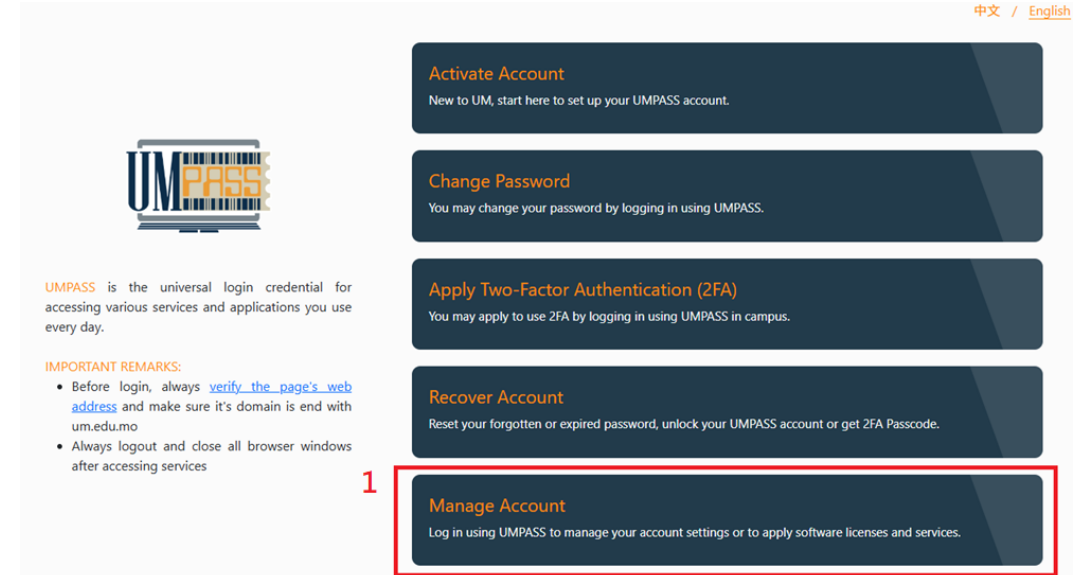 中文 / English
UMPASS
UMPASS is the universal login credential for
accessing various services and applications you use
every day.
IMPORTANT REMARKS:
• Before login, always verify the page's web
address and make sure it's domain is end with
um.edu.mo
• Always logout and close all browser windows
after accessing services
Activate Account
New to UM, start here to set up your UMPASS account.
Change Password
You may change your password by logging in using UMPASS.
Apply Two-Factor Authentication (2FA)
You may apply to use 2FA by logging in using UMPASS in campus.
Recover Account
Reset your forgotten or expired password, unlock your UMPASS account or get 2FA Passcode.
1
Manage Account
Log in using UMPASS to manage your account settings or to apply software licenses and services.